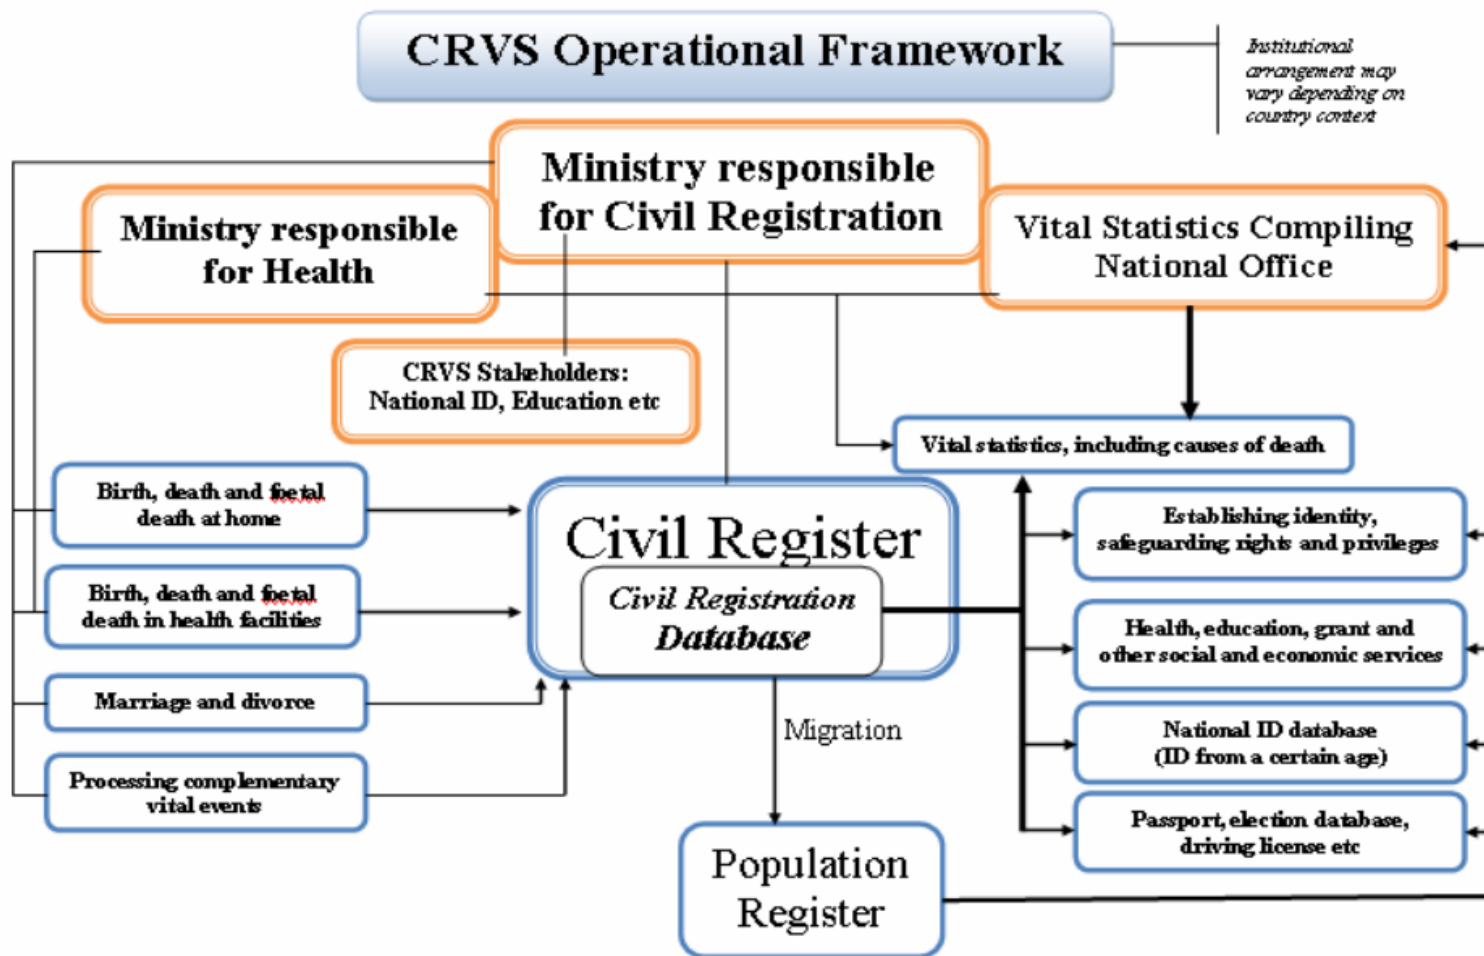 CRVS Operational Framework
Institutional
arrangement may
vary depending on
country context
Ministry responsible
for Civil Registration
Ministry responsible
for Health
Vital Statistics Compiling
National Office
CRVS Stakeholders:
National ID, Education etc
Vital statistics, including causes of death
Birth, death and foetal
death at home
Civil Register
Civil Registration
Database
Establishing identity,
safeguarding rights and privileges
Birth, death and foetal
death in health facilities
Health, education, grant and
other social and economic services
Marriage and divorce
Migration
National ID database
(ID from a certain age)
Processing complementary
vital events
Passport, election database,
driving license etc
Population
Register